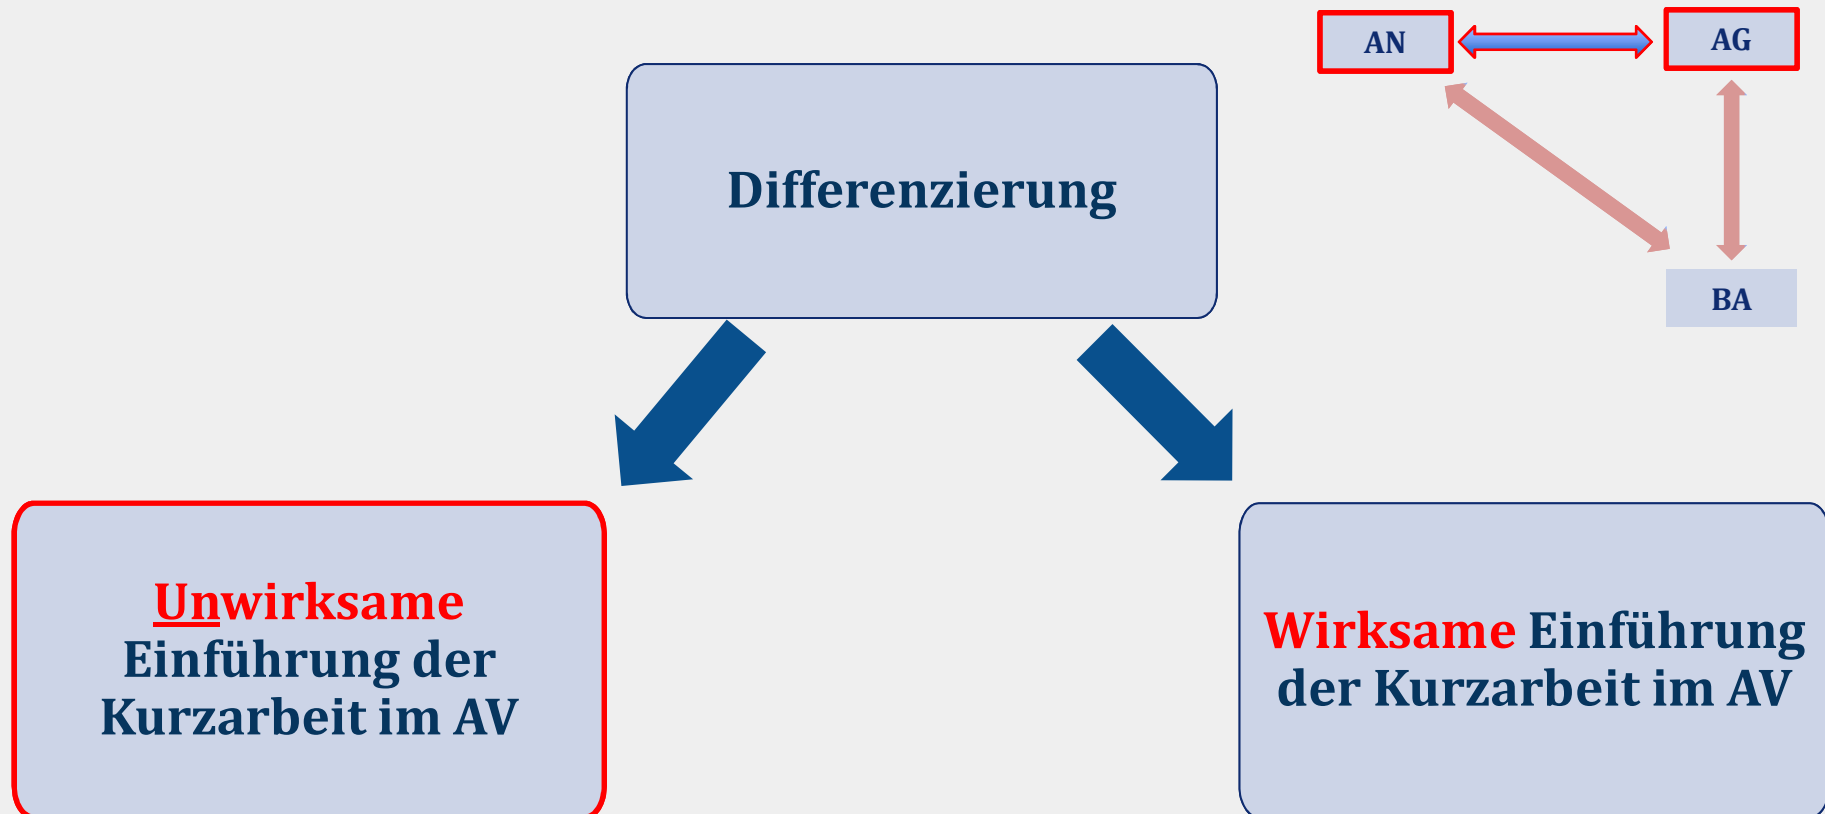 AN
AG
Differenzierung
BA
Unwirksame
Einführung der
Kurzarbeit im AV
Wirksame Einführung
der Kurzarbeit im AV